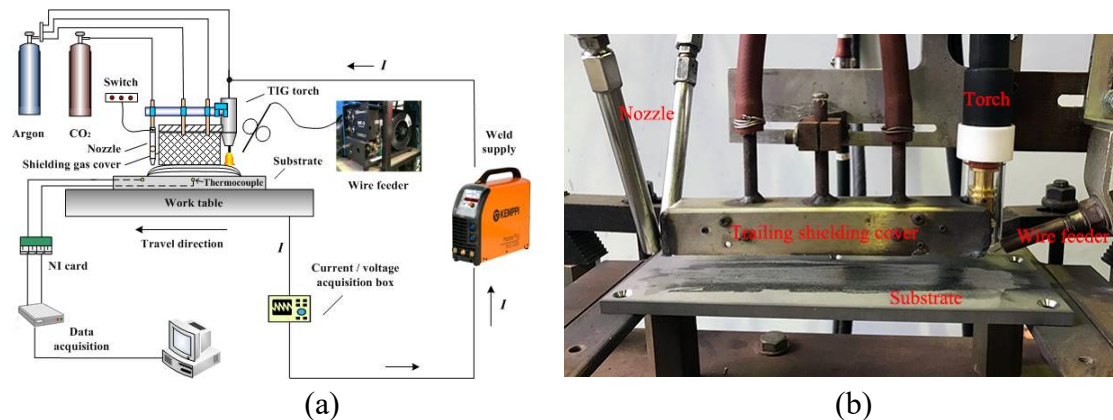 I
TIG torch
Switch
Argon
CO₂
Nozzle
Shielding gas cover
Substrate
Thermocouple
Wire feeder
Weld
supply
KEMPPI
Work table
Travel direction
I
NI card
Current / voltage
acquisition box
I
Data
acquisition
(a)
Nozzle
Torch
Trailing shielding cover
Wire feeder
Substrate
(b)